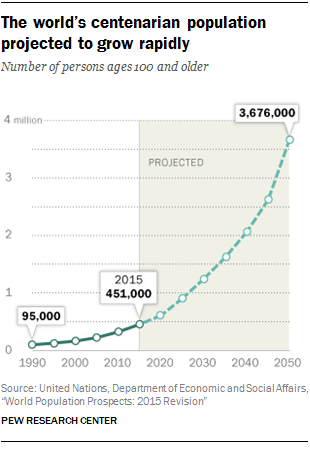 The world's centenarian population
projected to grow rapidly
Number of persons ages 100 and older
4 million
3,676,000
PROJECTED
3
2
2015
451,000
1
95,000
0
1990 2000 2010 2020 2030 2040 2050
Source: United Nations, Department of Economic and Social Affairs,
“World Population Prospects: 2015 Revision”
PEW RESEARCH CENTER